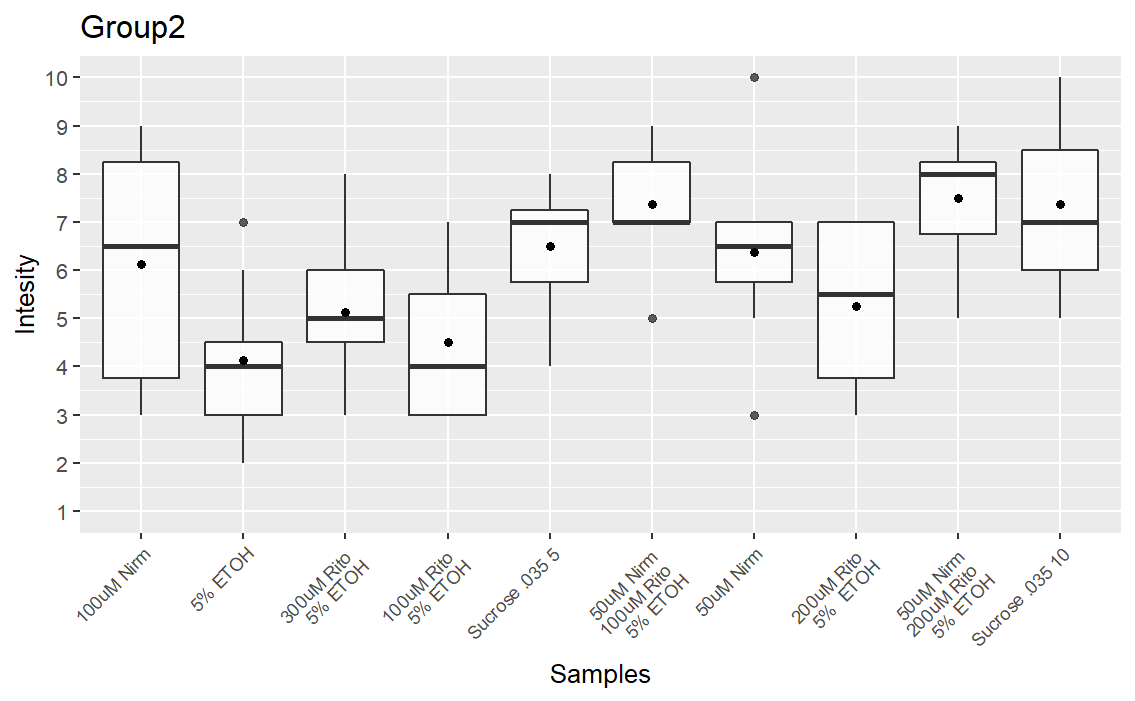 Group2
Intesity
10
9
8
7
6
5
4
3
2
1
100uM Nirm
5% ETOH
300uM Rito
5% ETOH
100uM Rito
5% ETOH
Sucrose .035 5
50uM Nirm
100uM Rito
5% ETOH
50uM Nirm
200uM Rito
5% ETOH
50uM Nirm
200uM Rito
5% ETOH
Sucrose .035 10
Samples